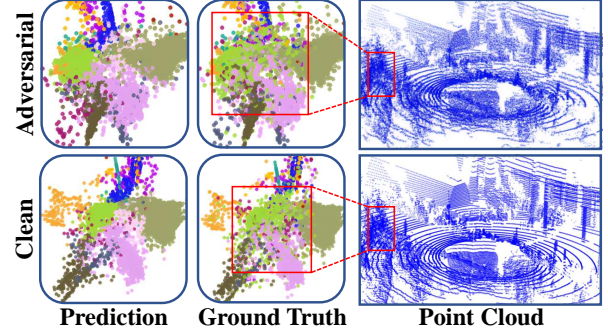 Adversarial
Clean
Prediction
Ground Truth
Point Cloud